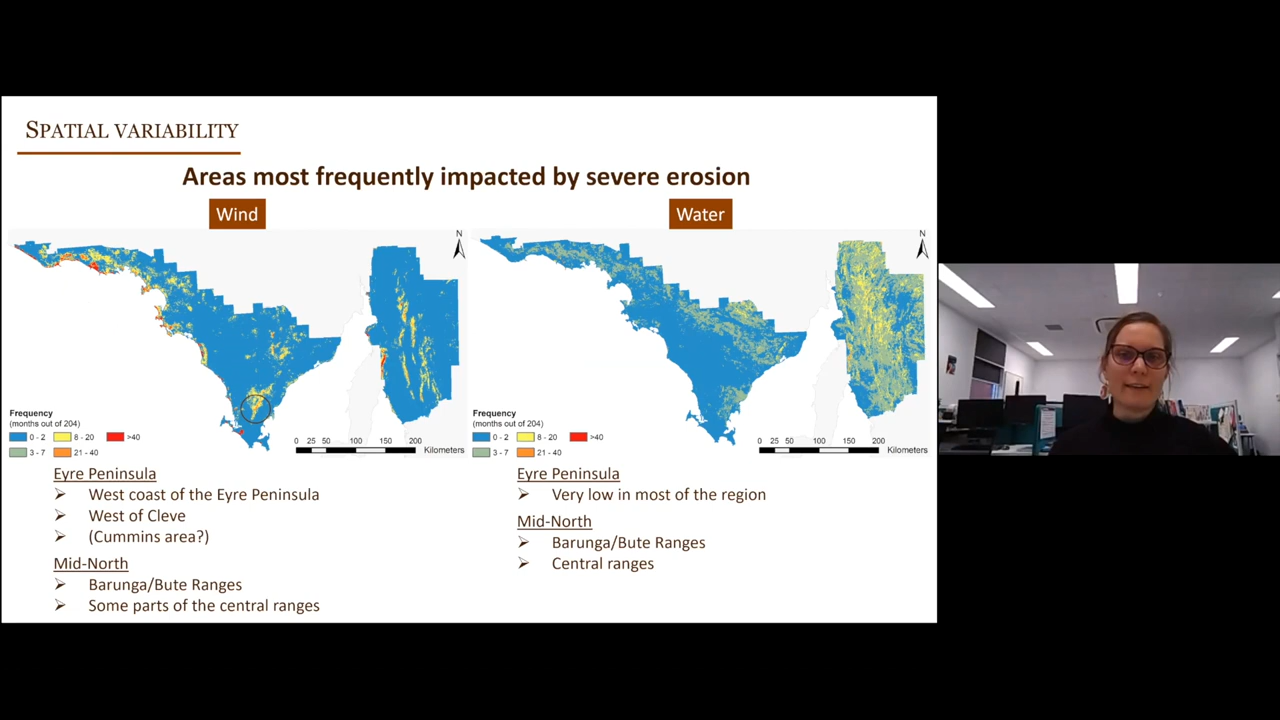 SPATIAL VARIABILITY
Areas most frequently impacted by severe erosion
Wind
N
Frequency
(months out of 204)
0 - 2
8 - 20
>40
3 - 7
21 - 40
0 25 50 100 150 200
Kilometers
Eyre Peninsula
➢ West coast of the Eyre Peninsula
➢ West of Cleve
➢ (Cummins area?)
Mid-North
➢ Barunga/Bute Ranges
➢ Some parts of the central ranges
Water
N
Frequency
(months out of 204)
0 - 2
8 - 20
>40
3 - 7
21 - 40
0 25 50 100 150 200
Kilometers
Eyre Peninsula
➢ Very low in most of the region
Mid-North
➢ Barunga/Bute Ranges
➢ Central ranges